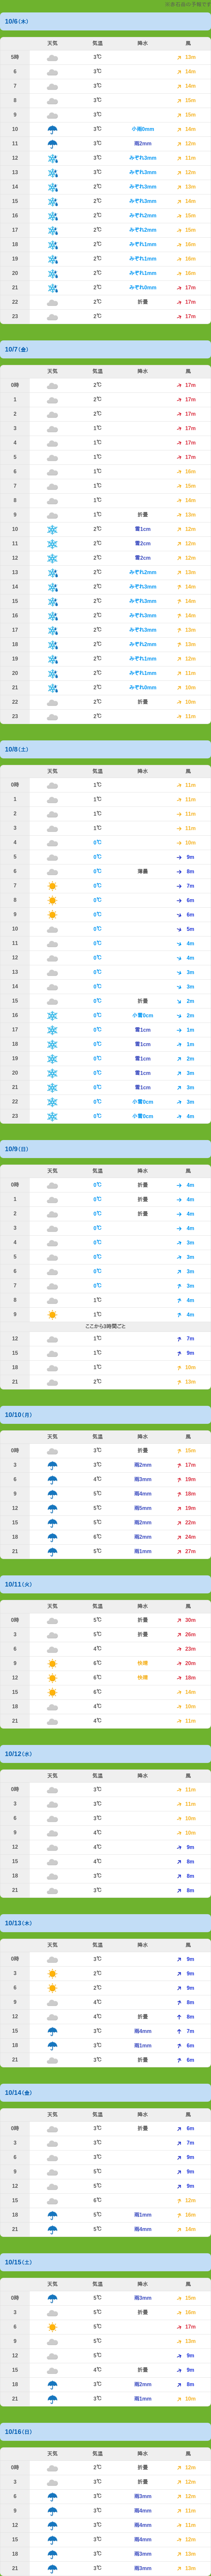 10/6(木)
天気 気温 降水 風
5時 3℃ 13m
6 3℃ 14m
7 3℃ 14m
8 3℃ 15m
9 3℃ 15m
10 3℃ 小雨0mm 14m
11 3℃ 雨2mm 12m
12 3℃ みぞれ3mm 11m
13 3℃ みぞれ3mm 12m
14 2℃ みぞれ3mm 13m
15 2℃ みぞれ3mm 14m
16 2℃ みぞれ2mm 15m
17 2℃ みぞれ2mm 15m
18 2℃ みぞれ1mm 16m
19 2℃ みぞれ1mm 16m
20 2℃ みぞれ1mm 16m
21 2℃ みぞれ0mm 17m
22 2℃ 折曇 17m
23 2℃ 17m
10/7(金)
天気 気温 降水 風
0時 2℃ 17m
1 2℃ 17m
2 2℃ 17m
3 1℃ 17m
4 1℃ 17m
5 1℃ 17m
6 1℃ 16m
7 1℃ 15m
8 1℃ 14m
9 1℃ 折曇 13m
10 2℃ 雪1cm 12m
11 2℃ 雪2cm 12m
12 2℃ 雪2cm 12m
13 2℃ みぞれ2mm 13m
14 2℃ みぞれ3mm 14m
15 2℃ みぞれ3mm 14m
16 2℃ みぞれ3mm 14m
17 2℃ みぞれ3mm 13m
18 2℃ みぞれ2mm 13m
19 2℃ みぞれ1mm 12m
20 2℃ みぞれ1mm 11m
21 2℃ みぞれ0mm 10m
22 2℃ 折曇 10m
23 2℃ 11m
10/8(土)
天気 気温 降水 風
0時 1℃ 11m
1 1℃ 11m
2 1℃ 11m
3 1℃ 11m
4 0℃ 10m
5 0℃ 9m
6 0℃ 薄曇 8m
7 0℃ 7m
8 0℃ 6m
9 0℃ 6m
10 0℃ 5m
11 0℃ 4m
12 0℃ 4m
13 0℃ 3m
14 0℃ 3m
15 0℃ 折曇 2m
16 0℃ 小雪0cm 2m
17 0℃ 雪1cm 1m
18 0℃ 雪1cm 1m
19 0℃ 雪1cm 2m
20 0℃ 雪1cm 3m
21 0℃ 雪1cm 3m
22 0℃ 小雪0cm 3m
23 0℃ 小雪0cm 4m
10/9(日)
天気 気温 降水 風
0時 0℃ 折曇 4m
1 0℃ 折曇 4m
2 0℃ 折曇 4m
3 0℃ 4m
4 0℃ 3m
5 0℃ 3m
6 0℃ 3m
7 0℃ 3m
8 1℃ 4m
9 1℃ 4m
ここから3時間ごと
12 1℃ 7m
15 1℃ 9m
18 1℃ 10m
21 2℃ 13m
10/10(月)
天気 気温 降水 風
0時 3℃ 折曇 15m
3 3℃ 雨2mm 17m
6 4℃ 雨3mm 19m
9 5℃ 雨4mm 18m
12 5℃ 雨5mm 19m
15 5℃ 雨2mm 22m
18 6℃ 雨2mm 24m
21 5℃ 雨1mm 27m
10/11(火)
天気 気温 降水 風
0時 5℃ 折曇 30m
3 5℃ 折曇 26m
6 4℃ 23m
9 6℃ 快晴 20m
12 6℃ 快晴 18m
15 6℃ 14m
18 4℃ 10m
21 4℃ 11m
10/12(水)
天気 気温 降水 風
0時 3℃ 11m
3 3℃ 11m
6 3℃ 10m
9 4℃ 10m
12 4℃ 9m
15 4℃ 8m
18 3℃ 8m
21 3℃ 8m
10/13(木)
天気 気温 降水 風
0時 3℃ 9m
3 2℃ 9m
6 2℃ 9m
9 4℃ 8m
12 4℃ 折曇 8m
15 3℃ 雨4mm 7m
18 3℃ 雨1mm 6m
21 3℃ 折曇 6m
10/14(金)
天気 気温 降水 風
0時 3℃ 折曇 6m
3 3℃ 7m
6 3℃ 9m
9 5℃ 9m
12 5℃ 9m
15 6℃ 12m
18 5℃ 雨1mm 16m
21 5℃ 雨4mm 14m
10/15(土)
天気 気温 降水 風
0時 5℃ 雨3mm 15m
3 5℃ 折曇 16m
6 5℃ 17m
9 5℃ 13m
12 5℃ 9m
15 4℃ 折曇 9m
18 3℃ 雨2mm 8m
21 3℃ 雨1mm 10m
10/16(日)
天気 気温 降水 風
0時 2℃ 折曇 12m
3 3℃ 折曇 12m
6 3℃ 雨3mm 12m
9 3℃ 雨4mm 11m
12 3℃ 雨4mm 11m
15 3℃ 雨4mm 12m
18 3℃ 雨3mm 13m
21 3℃ 雨3mm 13m